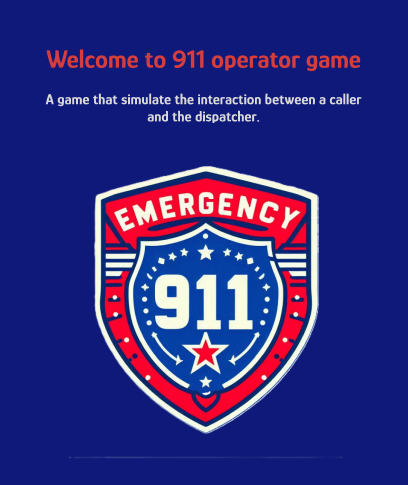 Welcome to 911 operator game
A game that simulate the interaction between a caller
and the dispatcher.
EMERGENCY
911